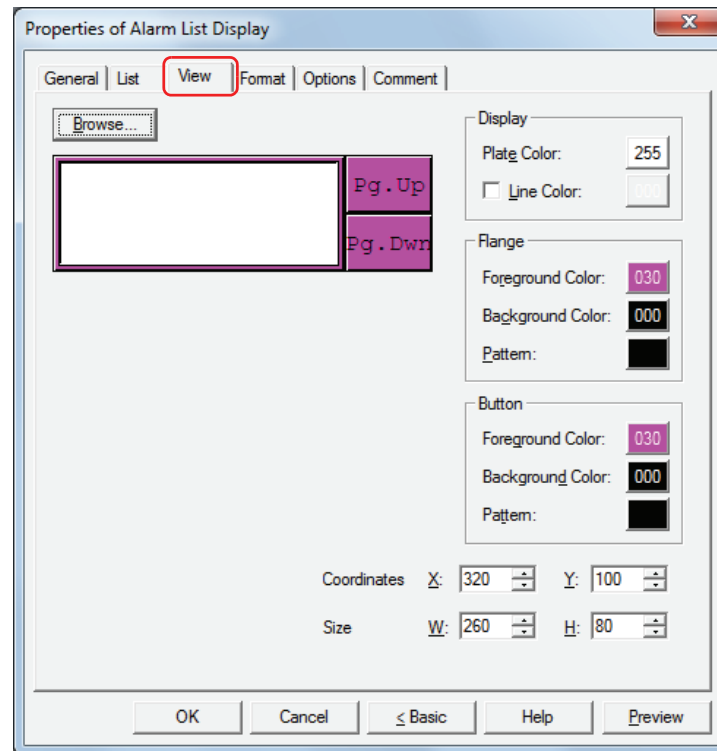 Properties of Alarm List Display
General List View Format Options Comment
Browse...
Pg.Up
Pg.Dwn
Display
Plate Color: 255
Line Color: 000
Flange
Foreground Color: 030
Background Color: 000
Pattern:
Button
Foreground Color: 030
Background Color: 000
Pattern:
Coordinates X: 320 Y: 100
Size W: 260 H: 80
OK Cancel < Basic Help Preview